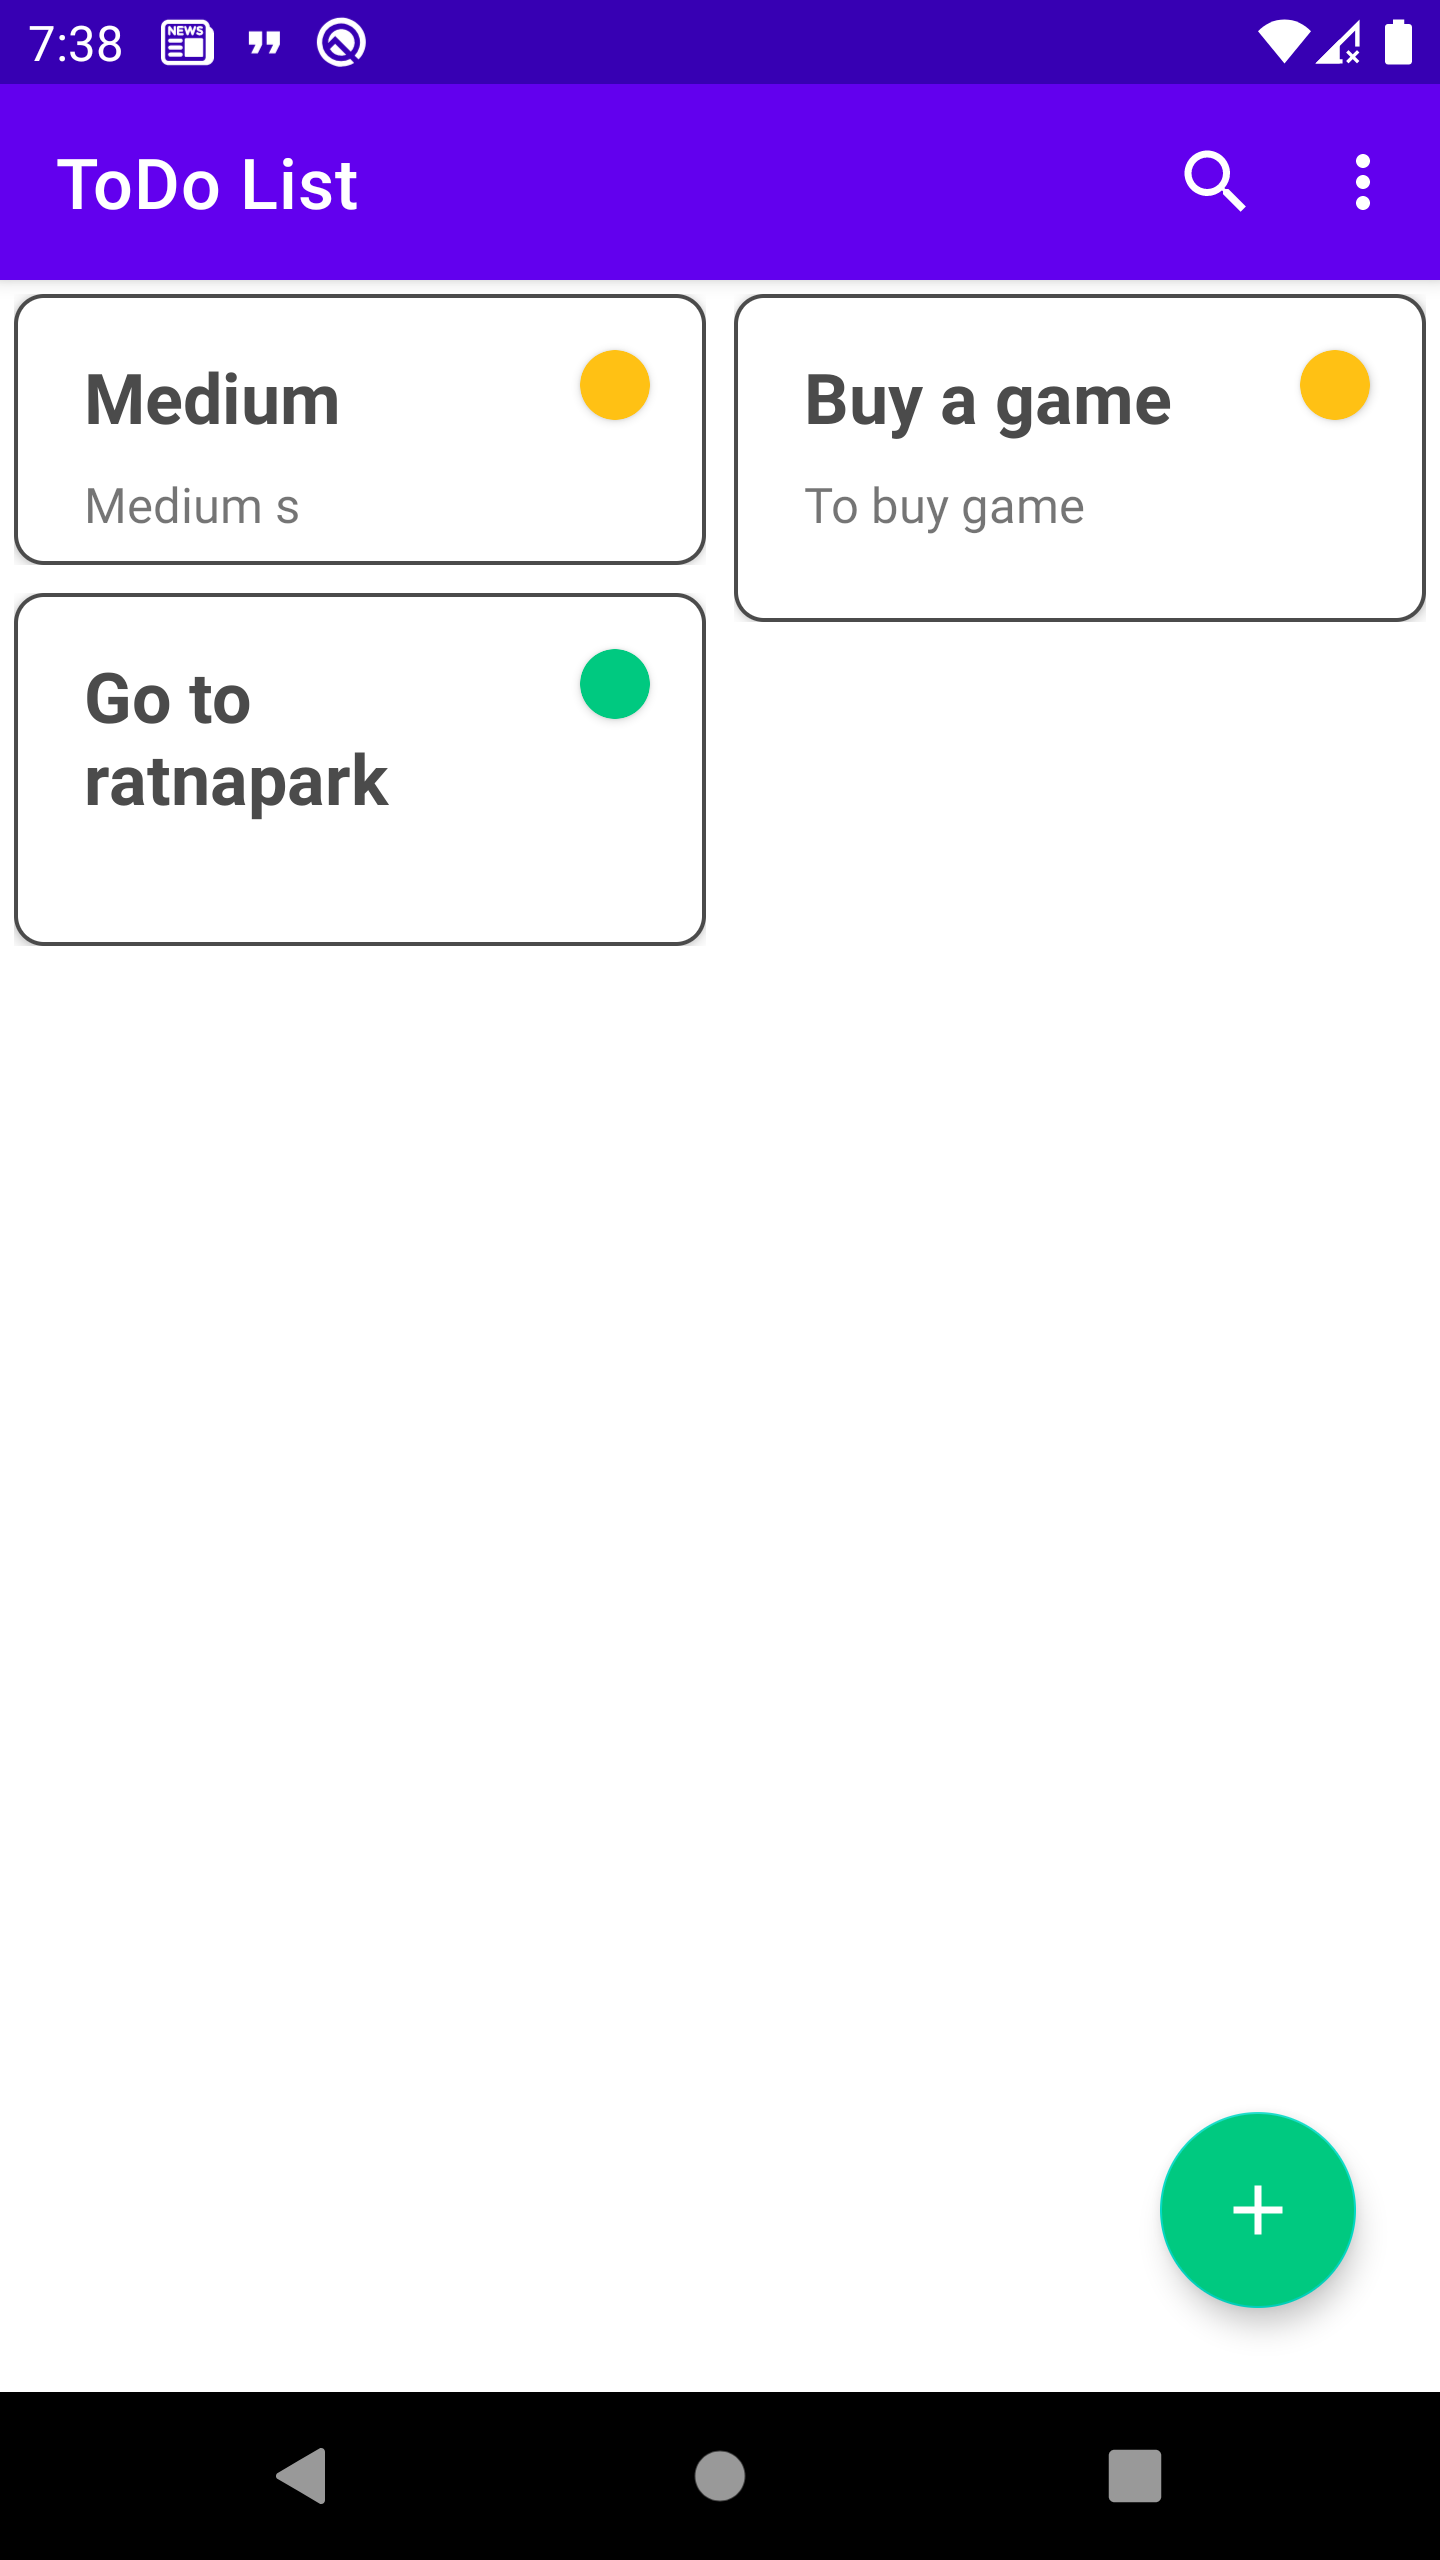 7:38
NEWS
ToDo List
Medium
Medium s
Buy a game
To buy game
Go to
ratnapark